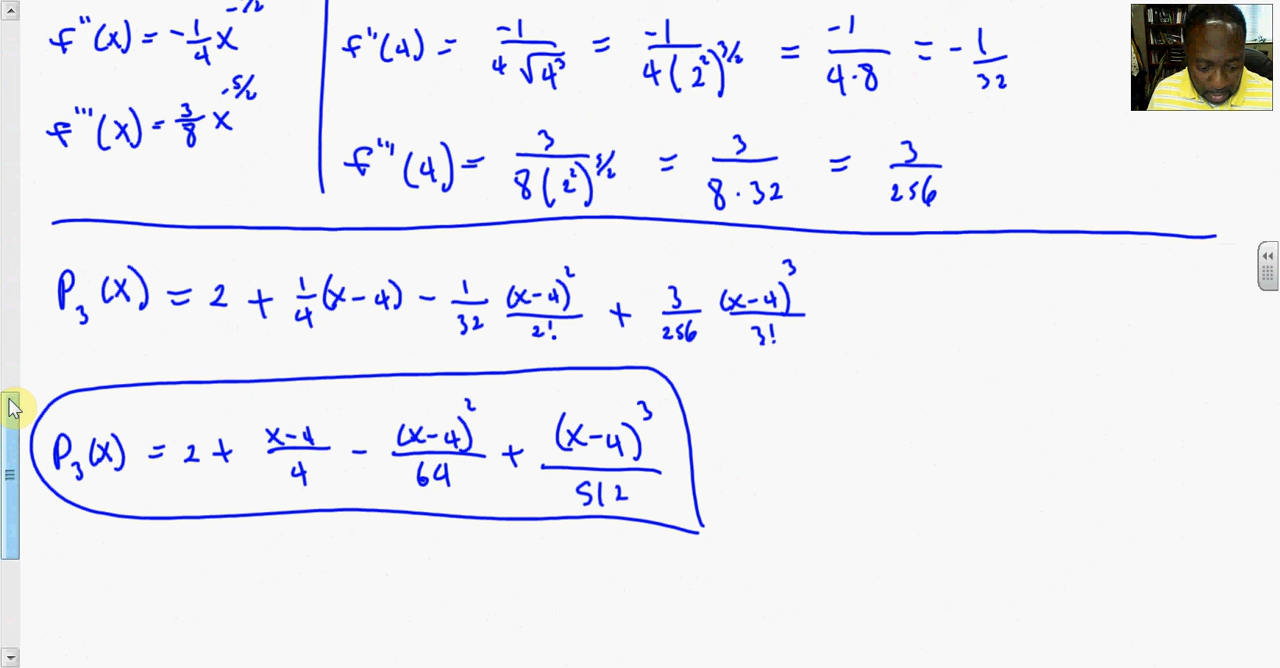 f''(x) = -1/4 x^-3/2
f''(4) = -1/(4√4³) = -1/(4(2²)^3/2) = -1/(4·8) = -1/32
f'''(x) = 3/8 x^-5/2
f'''(4) = 3/(8(2²)^5/2) = 3/(8·32) = 3/256
P₃(x) = 2 + 1/4(x-4) - 1/32 (x-4)²/2! + 3/256 (x-4)³/3!
P₃(x) = 2 + (x-4)/4 - (x-4)²/64 + (x-4)³/512